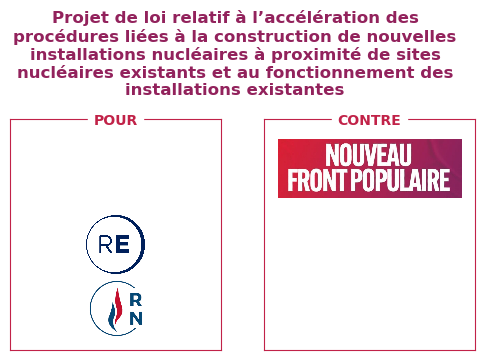 Projet de loi relatif à l’accélération des
procédures liées à la construction de nouvelles
installations nucléaires à proximité de sites
nucléaires existants et au fonctionnement des
installations existantes
POUR
CONTRE
NOUVEAU
FRONT POPULAIRE
RE
R
N